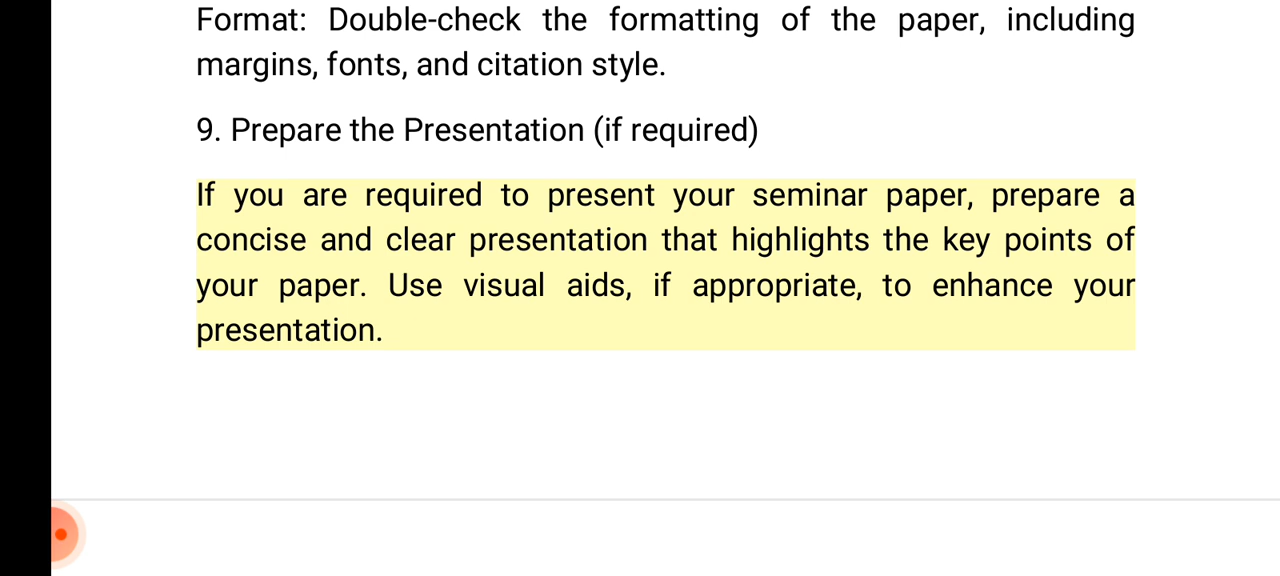 Format: Double-check the formatting of the paper, including
margins, fonts, and citation style.
9. Prepare the Presentation (if required)
If you are required to present your seminar paper, prepare a
concise and clear presentation that highlights the key points of
your paper. Use visual aids, if appropriate, to enhance your
presentation.